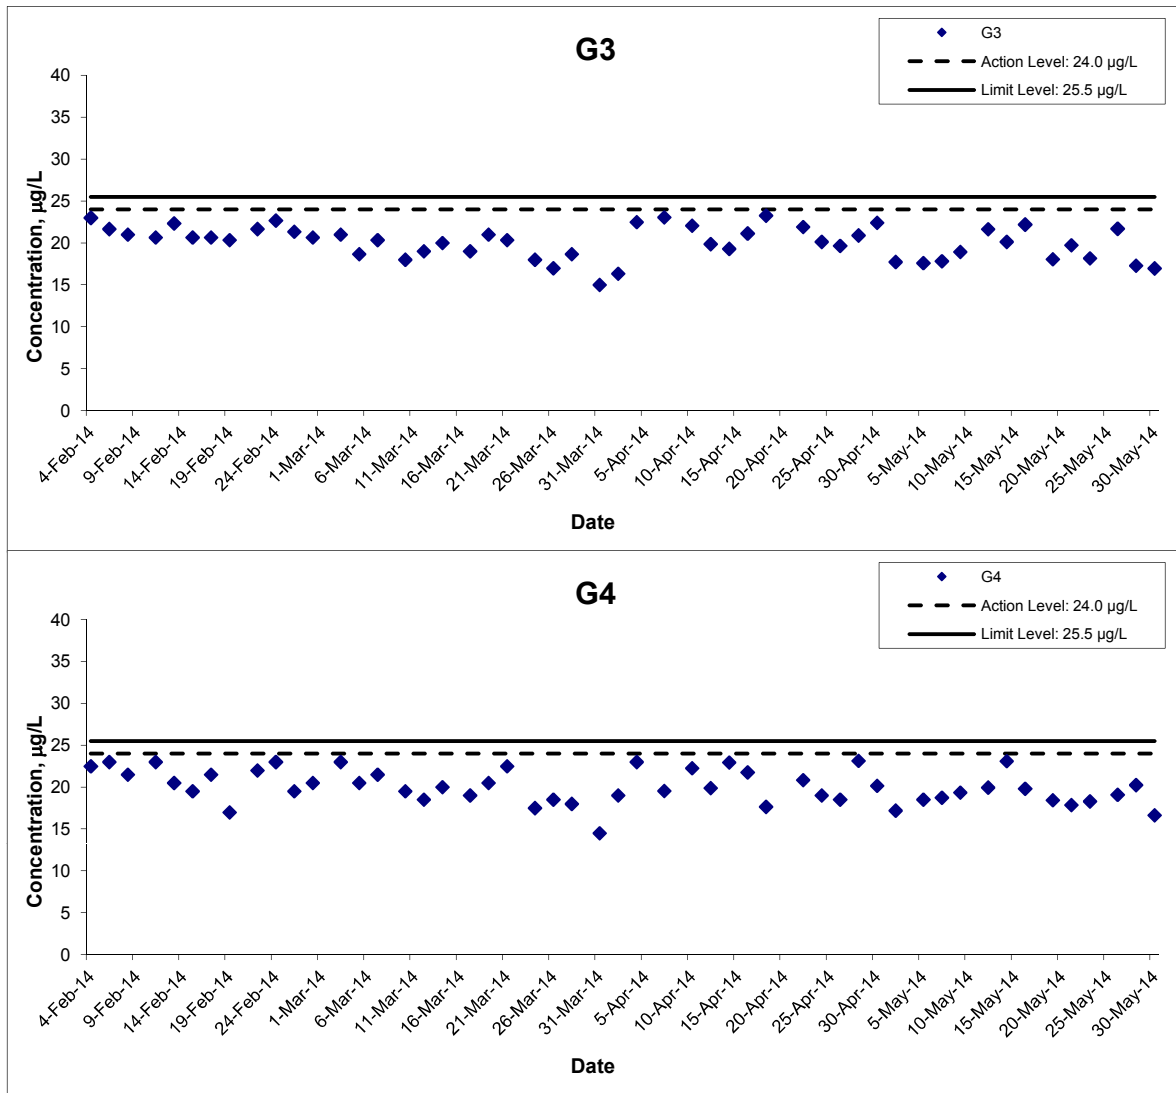 G3
G3
Action Level: 24.0 µg/L
Limit Level: 25.5 µg/L
Concentration, µg/L
40
35
30
25
20
15
10
5
0
4-Feb-14
9-Feb-14
14-Feb-14
19-Feb-14
24-Feb-14
1-Mar-14
6-Mar-14
11-Mar-14
16-Mar-14
21-Mar-14
26-Mar-14
31-Mar-14
5-Apr-14
10-Apr-14
15-Apr-14
20-Apr-14
25-Apr-14
30-Apr-14
5-May-14
10-May-14
15-May-14
20-May-14
25-May-14
30-May-14
Date
G4
G4
Action Level: 24.0 µg/L
Limit Level: 25.5 µg/L
Concentration, µg/L
40
35
30
25
20
15
10
5
0
4-Feb-14
9-Feb-14
14-Feb-14
19-Feb-14
24-Feb-14
1-Mar-14
6-Mar-14
11-Mar-14
16-Mar-14
21-Mar-14
26-Mar-14
31-Mar-14
5-Apr-14
10-Apr-14
15-Apr-14
20-Apr-14
25-Apr-14
30-Apr-14
5-May-14
10-May-14
15-May-14
20-May-14
25-May-14
30-May-14
Date